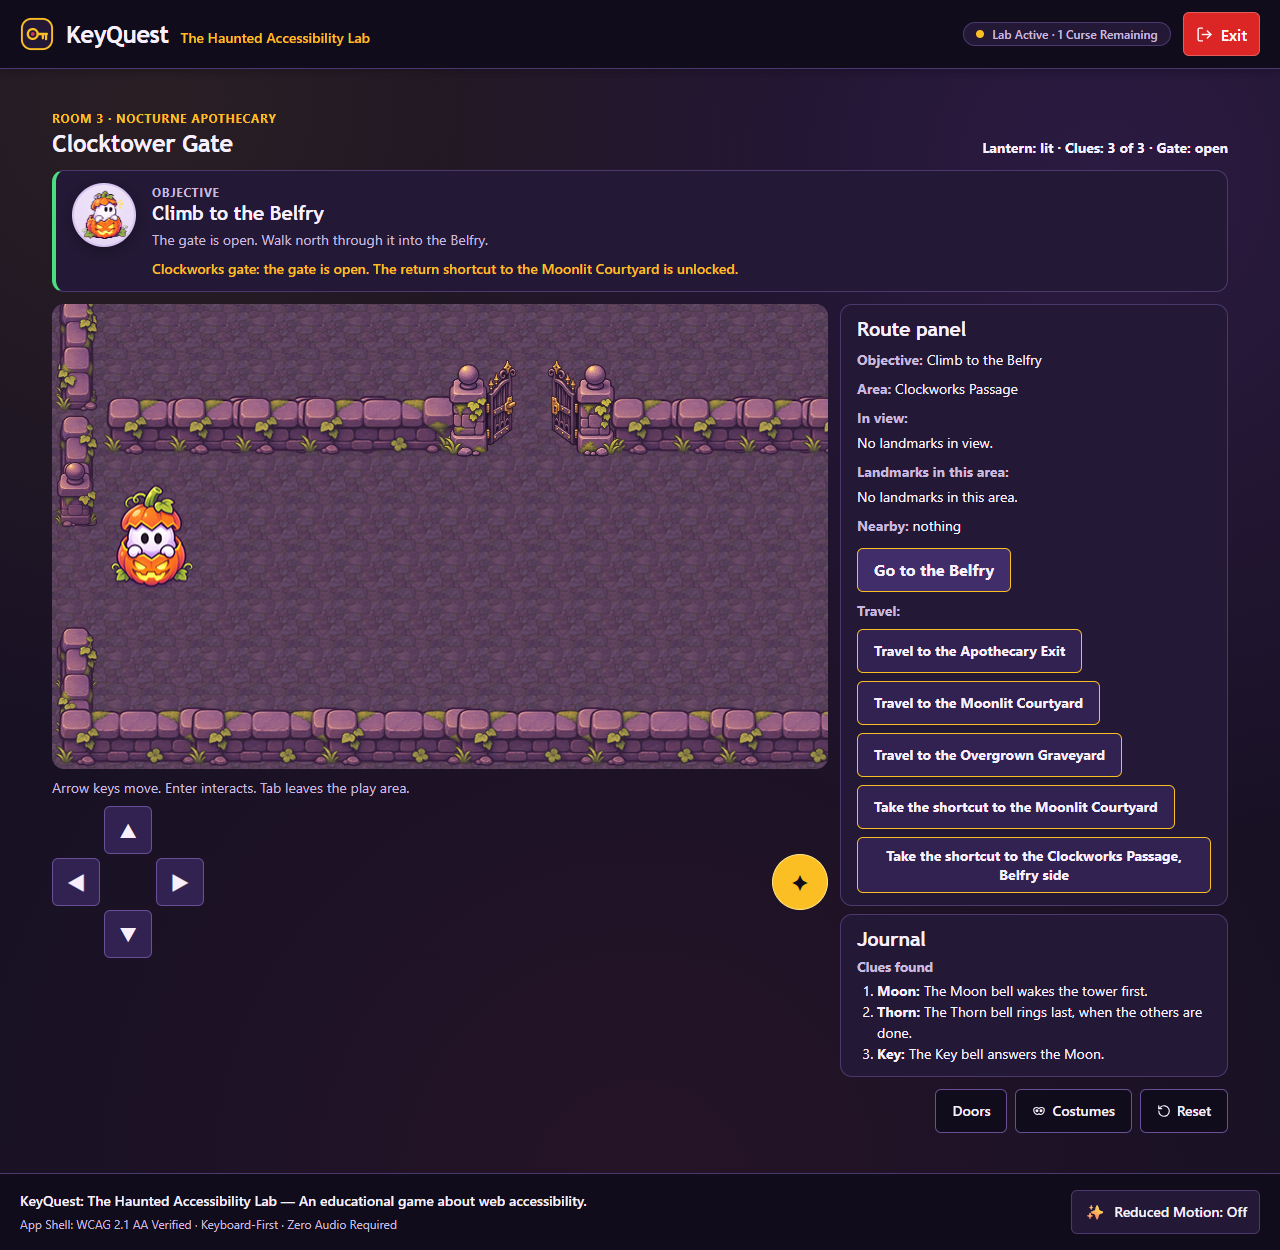 KeyQuest The Haunted Accessibility Lab
Lab Active · 1 Curse Remaining
Exit
ROOM 3 · NOCTURNE APOTHECARY
Clocktower Gate
Lantern: lit · Clues: 3 of 3 · Gate: open
OBJECTIVE
Climb to the Belfry
The gate is open. Walk north through it into the Belfry.
Clockworks gate: the gate is open. The return shortcut to the Moonlit Courtyard is unlocked.
Arrow keys move. Enter interacts. Tab leaves the play area.
Route panel
Objective: Climb to the Belfry
Area: Clockworks Passage
In view:
No landmarks in view.
Landmarks in this area:
No landmarks in this area.
Nearby: nothing
Go to the Belfry
Travel:
Travel to the Apothecary Exit
Travel to the Moonlit Courtyard
Travel to the Overgrown Graveyard
Take the shortcut to the Moonlit Courtyard
Take the shortcut to the Clockworks Passage,
Belfry side
Journal
Clues found
1. Moon: The Moon bell wakes the tower first.
2. Thorn: The Thorn bell rings last, when the others are
done.
3. Key: The Key bell answers the Moon.
Doors
Costumes
Reset
KeyQuest: The Haunted Accessibility Lab — An educational game about web accessibility.
App Shell: WCAG 2.1 AA Verified · Keyboard-First · Zero Audio Required
Reduced Motion: Off